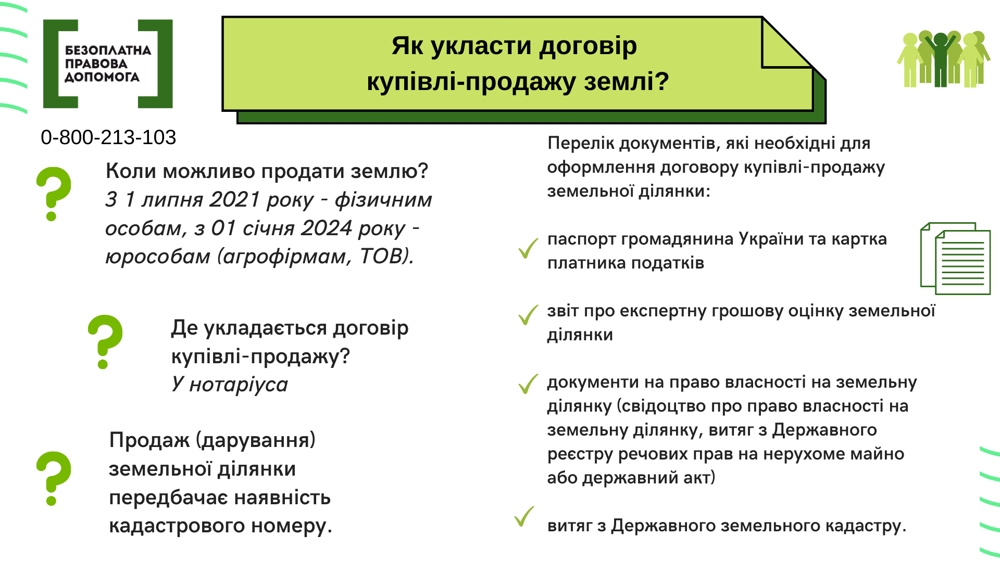 БЕЗОПЛАТНА
ПРАВОВА
ДОПОМОГА
0-800-213-103
Як укласти договір
купівлі-продажу землі?
Коли можливо продати землю?
З 1 липня 2021 року - фізичним
особам, з 01 січня 2024 року -
юрособам (агрофірмам, ТОВ).
Де укладається договір
купівлі-продажу?
У нотаріуса
Продаж (дарування)
земельної ділянки
передбачає наявність
кадастрового номеру.
Перелік документів, які необхідні для
оформлення договору купівлі-продажу
земельної ділянки:
паспорт громадянина України та картка
платника податків
звіт про експертну грошову оцінку земельної
ділянки
документи на право власності на земельну
ділянку (свідоцтво про право власності на
земельну ділянку, витяг з Державного
реєстру речових прав на нерухоме майно
або державний акт)
витяг з Державного земельного кадастру.